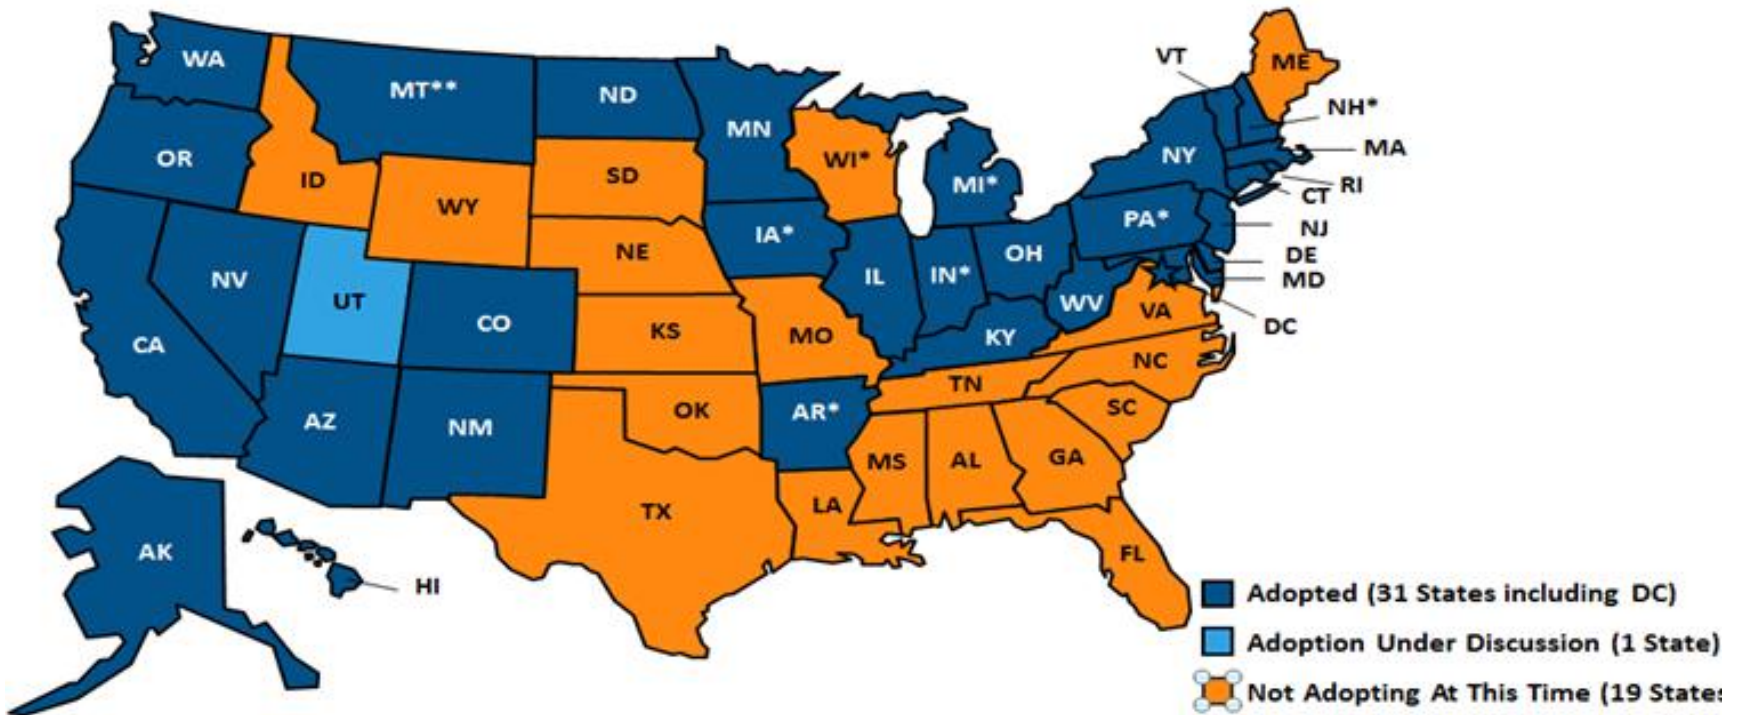 WA
MT**
ND
MN
VT
ME
NH*
MA
OR
ID
WY
SD
WI*
MI*
NY
RI
CT
NJ
PA*
IA*
NE
NV
UT
CO
IL
IN*
OH
DE
MD
DC
WV
VA
CA
KS
MO
KY
NC
TN
SC
AZ
NM
OK
AR*
MS
AL
GA
TX
LA
FL
AK
HI
Adopted (31 States including DC)
Adoption Under Discussion (1 State)
Not Adopting At This Time (19 States